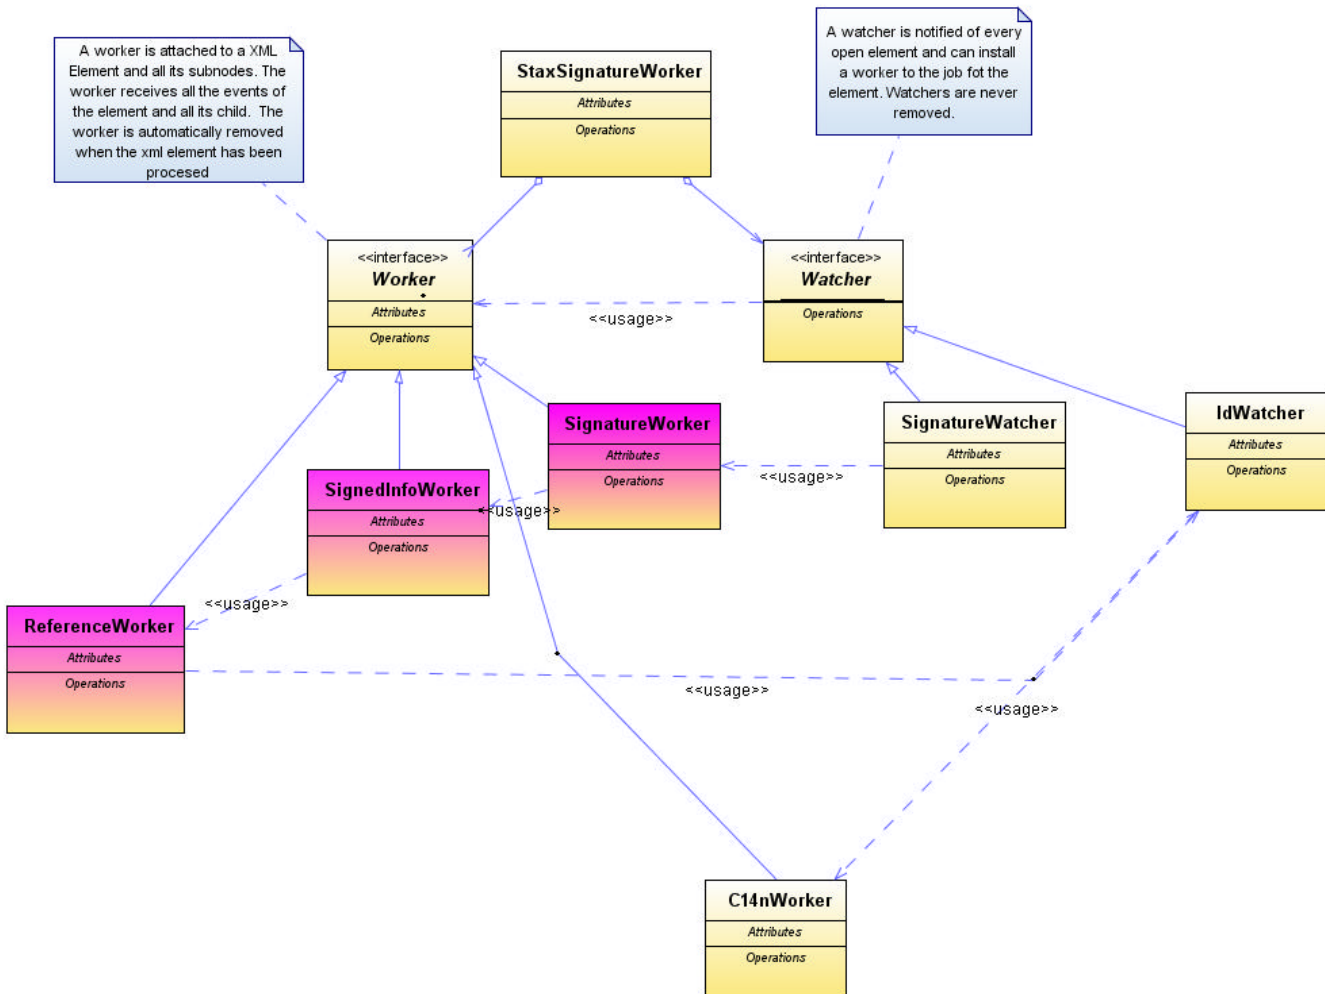 A worker is attached to a XML
Element and all its subnodes. The
worker receives all the events of
the element and all its child. The
worker is automatically removed
when the xml element has been
procesed
StaxSignatureWorker
Attributes
Operations
A watcher is notified of every
open element and can install
a worker to the job fot the
element. Watchers are never
removed.
<<interface>>
Worker
Attributes
Operations
<<interface>>
Watcher
Operations
<<usage>>
SignatureWorker
Attributes
Operations
SignatureWatcher
Attributes
Operations
IdWatcher
Attributes
Operations
<<usage>>
SignedInfoWorker
Attributes
Operations
<<usage>>
<<usage>>
ReferenceWorker
Attributes
Operations
<<usage>>
<<usage>>
C14nWorker
Attributes
Operations